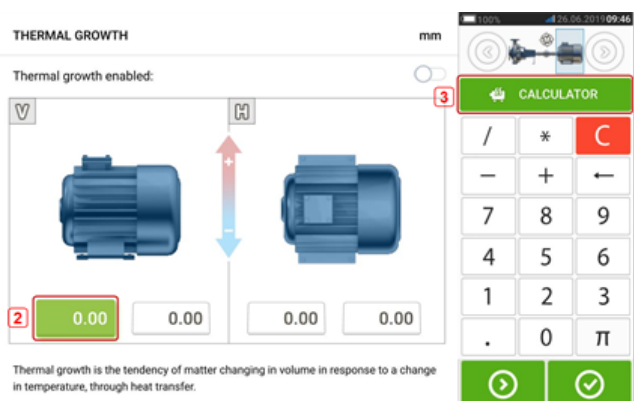 100% 26.06.2019 09:46
THERMAL GROWTH mm
Thermal growth enabled:
3 CALCULATOR
V H
/ * C
+
− + ←
−
7 8 9
4 5 6
1 2 3
2 0.00 0.00 0.00 0.00
. 0 π
Thermal growth is the tendency of matter changing in volume in response to a change
in temperature, through heat transfer.